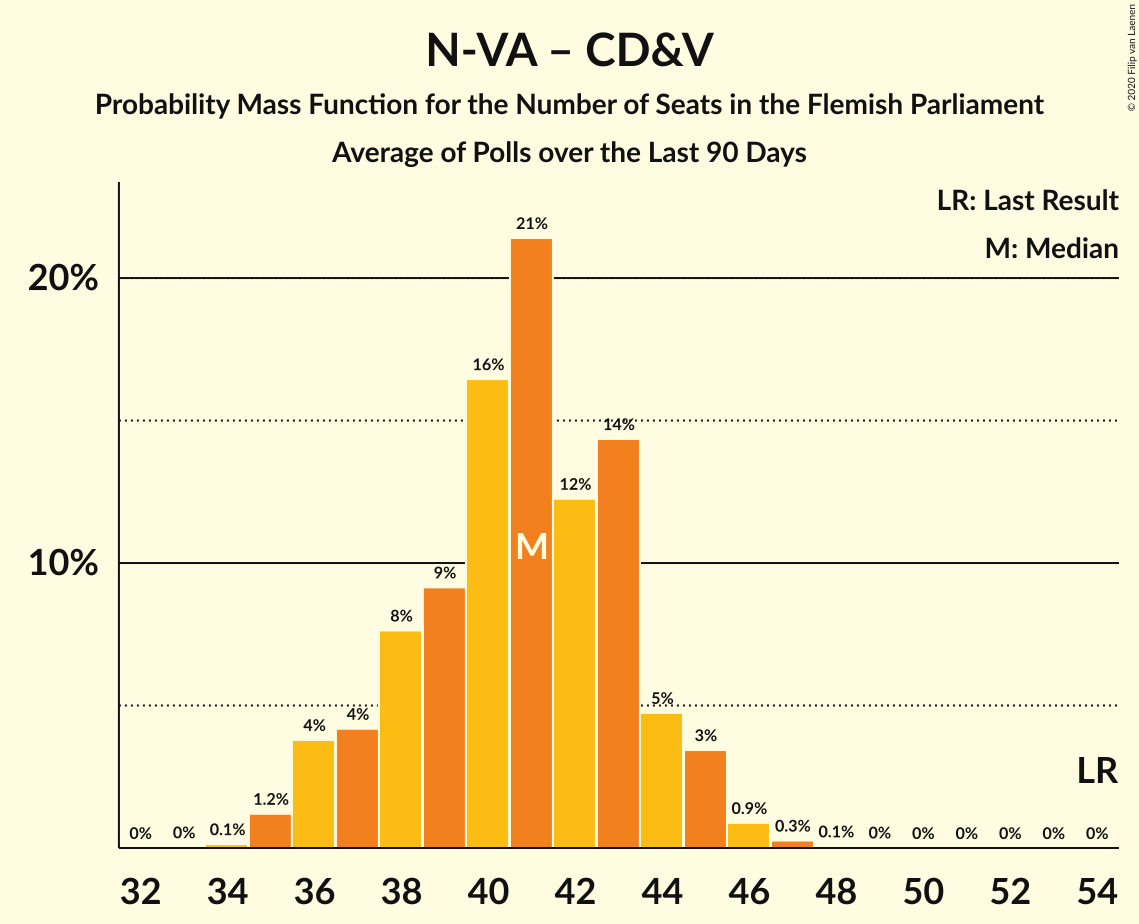 N-VA – CD&V
Probability Mass Function for the Number of Seats in the Flemish Parliament
Average of Polls over the Last 90 Days
© 2020 Filip van Laenen
LR: Last Result
M: Median
20%
10%
0% 0% 0.1% 1.2% 4% 4% 8% 9% 16% 21% 12% 14% 5% 3% 0.9% 0.3% 0.1% 0% 0% 0% 0% 0% 0%
M
LR
32 34 36 38 40 42 44 46 48 50 52 54